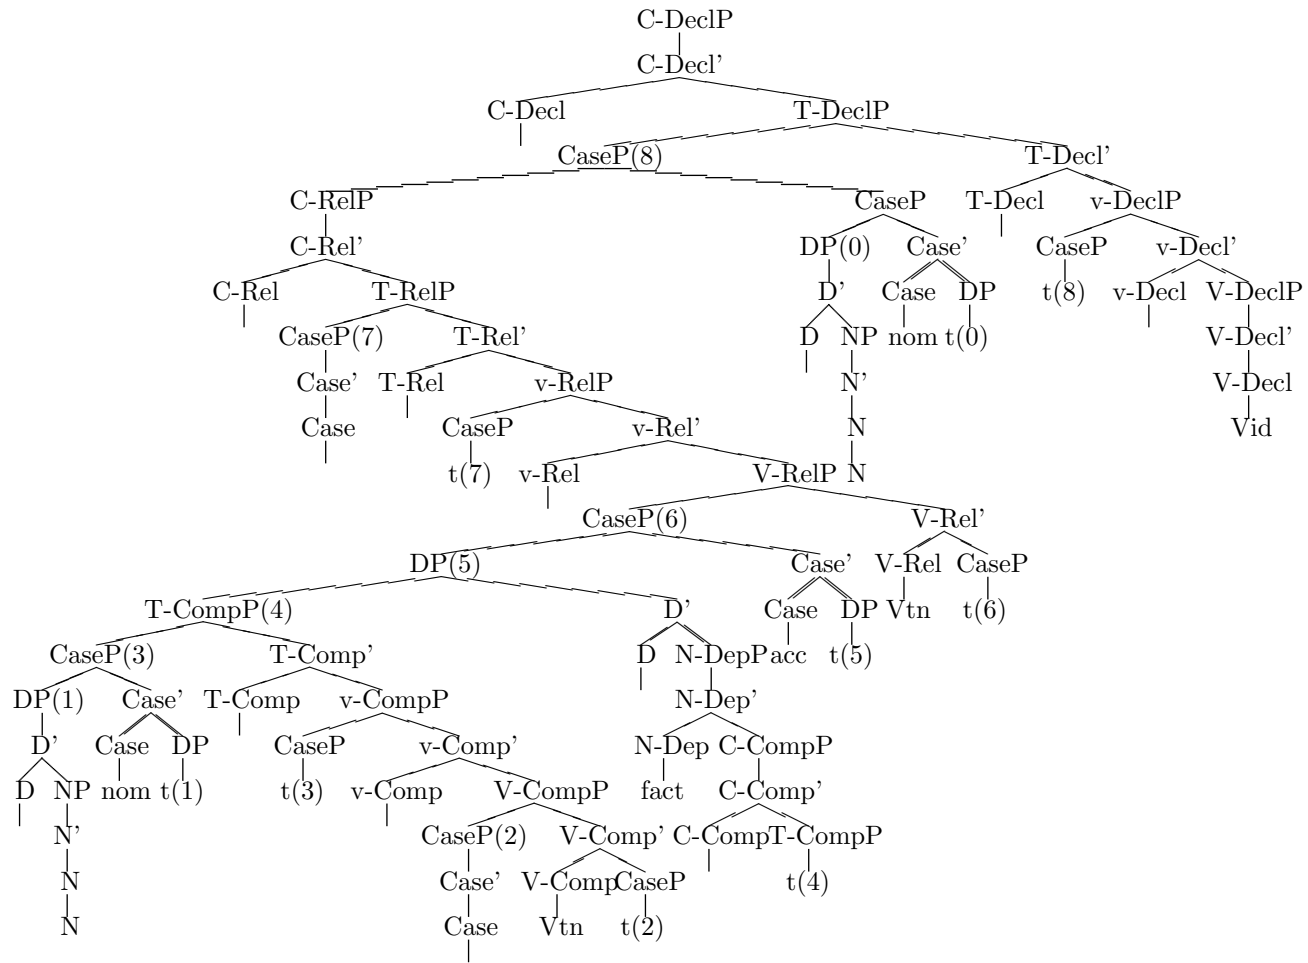 C-DeclP
C-Decl’
C-Decl T-DeclP
CaseP(8) T-Decl’
C-RelP CaseP T-Decl v-DeclP
C-Rel’ DP(0) Case’ CaseP v-Decl’
C-Rel T-RelP D’ Case DP t(8) v-Decl V-DeclP
CaseP(7) T-Rel’ D NP nom t(0) V-Decl’
Case’ T-Rel v-RelP N’ V-Decl
Case CaseP v-Rel’ N Vid
t(7) v-Rel V-RelP N
CaseP(6) V-Rel’
DP(5) Case’ V-Rel CaseP
T-CompP(4) D’ Case DP Vtn t(6)
CaseP(3) T-Comp’ D N-DepP acc t(5)
DP(1) Case’ T-Comp v-CompP N-Dep’
D’ Case DP CaseP v-Comp’ N-Dep C-CompP
D NP nom t(1) t(3) v-Comp V-CompP fact C-Comp’
N’ CaseP(2) V-Comp’ C-Comp T-CompP
N Case’ V-Comp CaseP t(4)
N Case Vtn t(2)